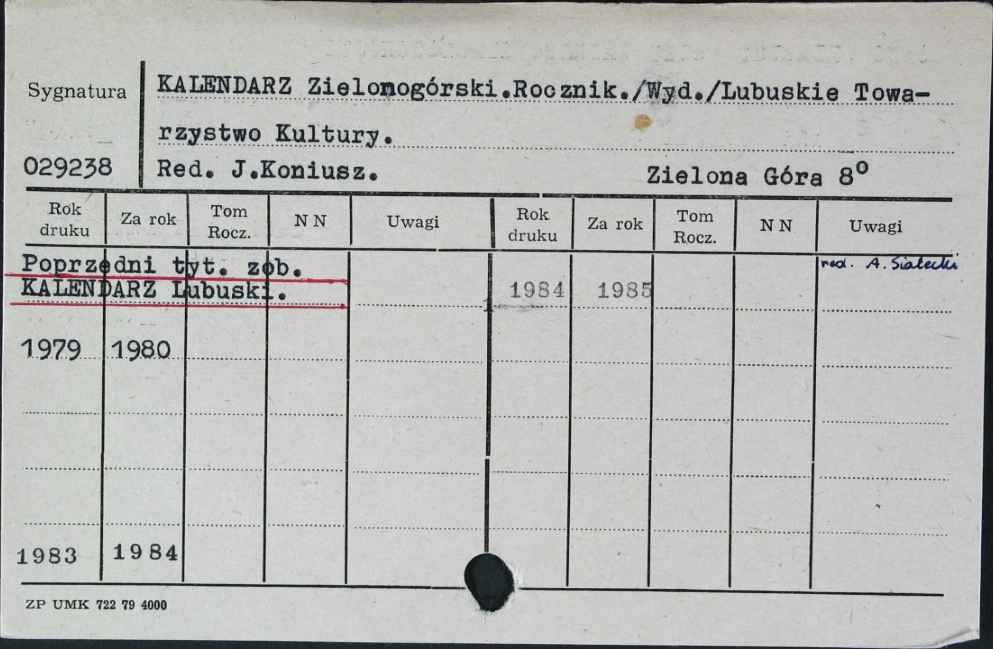 KALENDARZ Zielonogórski.Rocznik./Wyd./Lubuskie Towa-
Sygnatura
rzystwo Kultury.
029238 Red. J.Koniusz. Zielona Góra 8°
Rok druku Za rok Tom Rocz. N N Uwagi Rok druku Za rok Tom Rocz. N N Uwagi
Poprzedni tyt. zob. red. A. Siatecki
KALENDARZ Lubuski. 1984 1985
1979 1980
1983 1984
ZP UMK 722 79 4000